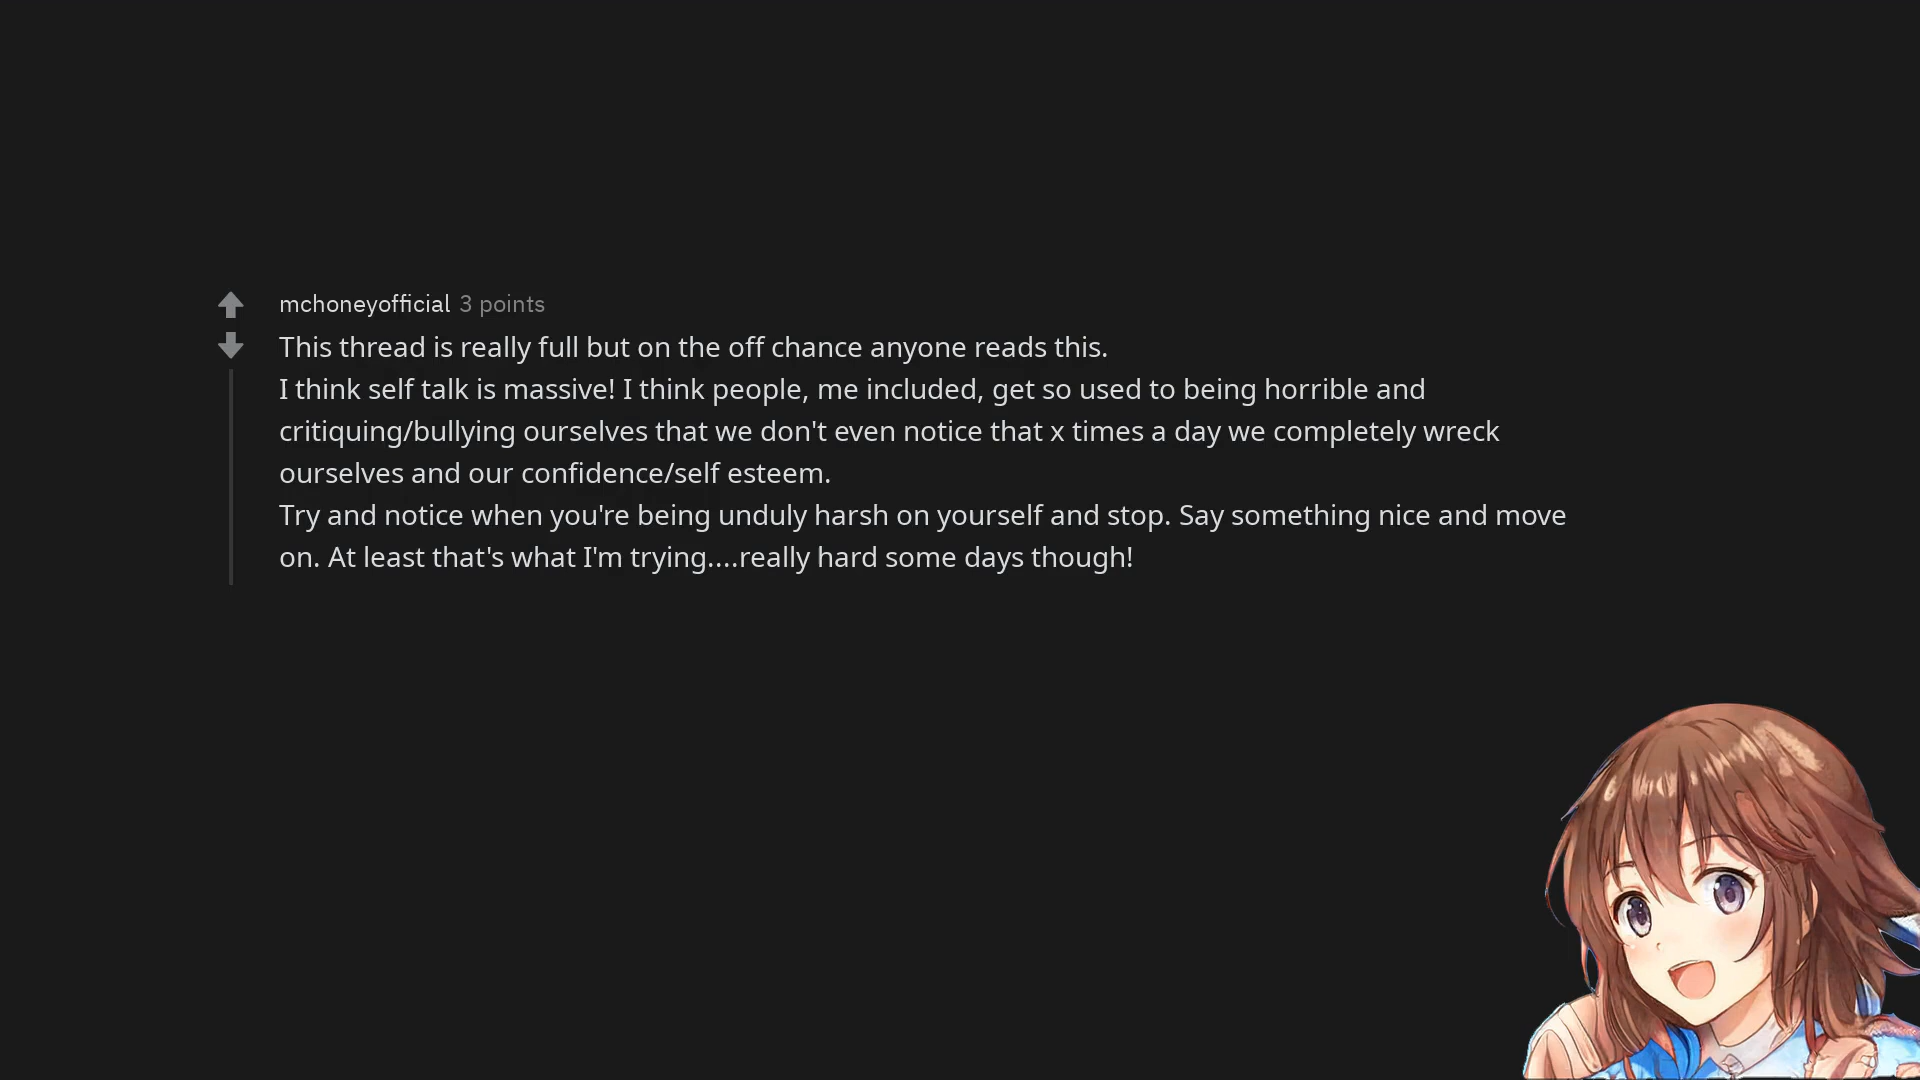 mchoneyofficial 3 points
This thread is really full but on the off chance anyone reads this.
I think self talk is massive! I think people, me included, get so used to being horrible and
critiquing/bullying ourselves that we don't even notice that x times a day we completely wreck
ourselves and our confidence/self esteem.
Try and notice when you're being unduly harsh on yourself and stop. Say something nice and move
on. At least that's what I'm trying....really hard some days though!